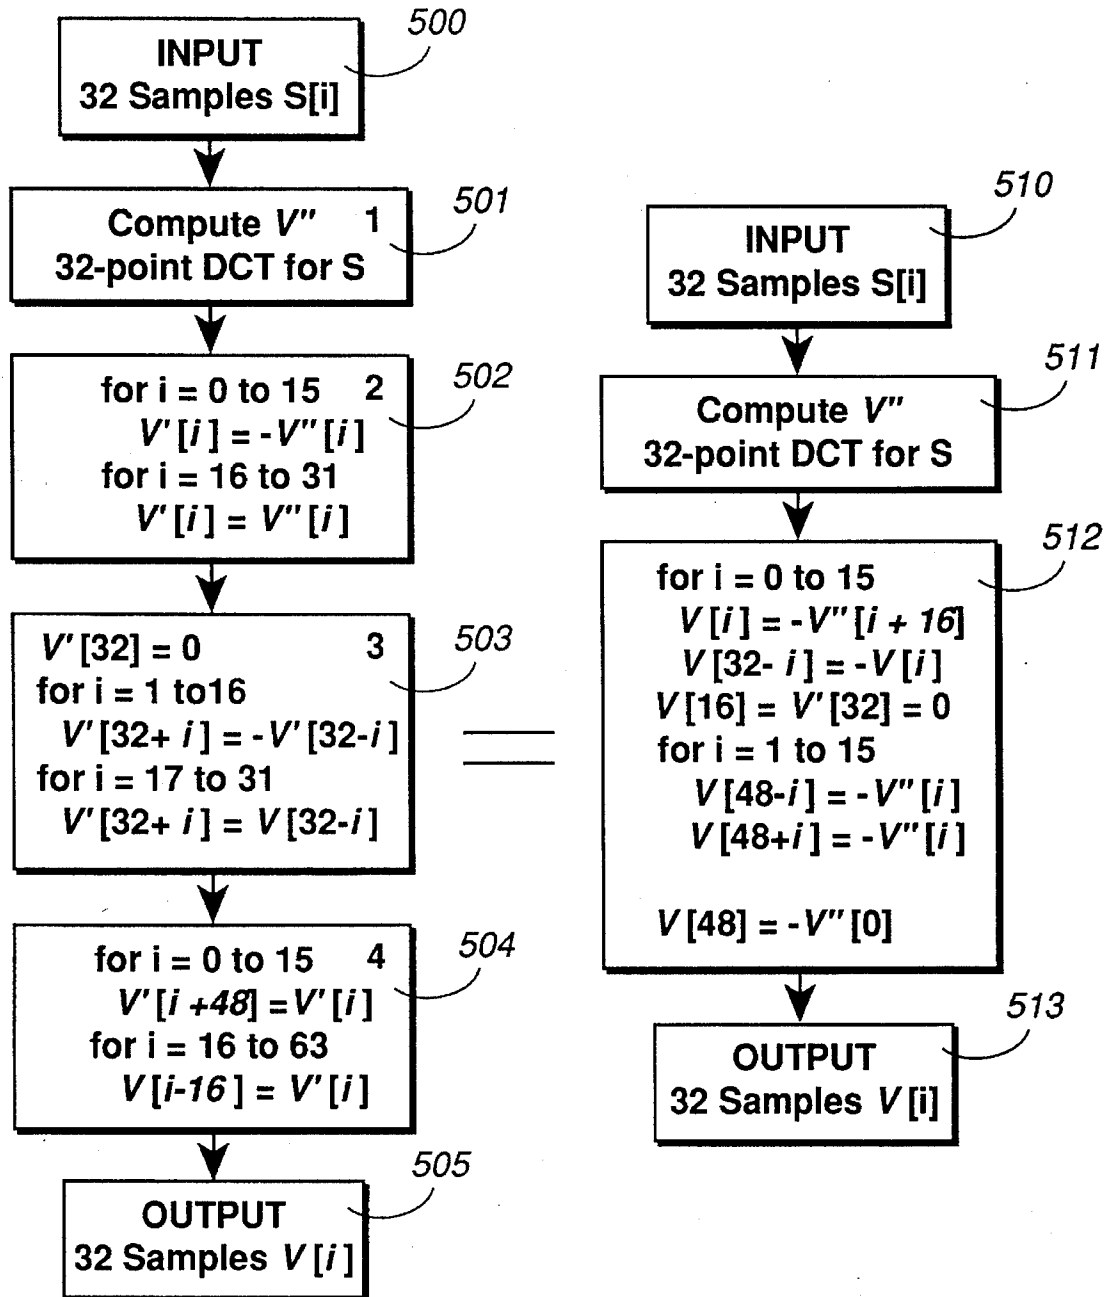 500
INPUT
32 Samples S[i]
501
Compute V" 1
32-point DCT for S
502
for i = 0 to 15 2
V'[i] = -V"[i]
for i = 16 to 31
V'[i] = V"[i]
503
V'[32] = 0 3
for i = 1 to16
V'[32+ i] = -V'[32-i]
for i = 17 to 31
V'[32+ i] = V[32-i]
504
for i = 0 to 15 4
V'[i +48] = V'[i]
for i = 16 to 63
V[i-16] = V'[i]
505
OUTPUT
32 Samples V[i]
=
510
INPUT
32 Samples S[i]
511
Compute V"
32-point DCT for S
512
for i = 0 to 15
V[i] = -V"[i + 16]
V[32- i] = -V[i]
V[16] = V'[32] = 0
for i = 1 to 15
V[48-i] = -V"[i]
V[48+i] = -V"[i]
V[48] = -V"[0]
513
OUTPUT
32 Samples V[i]